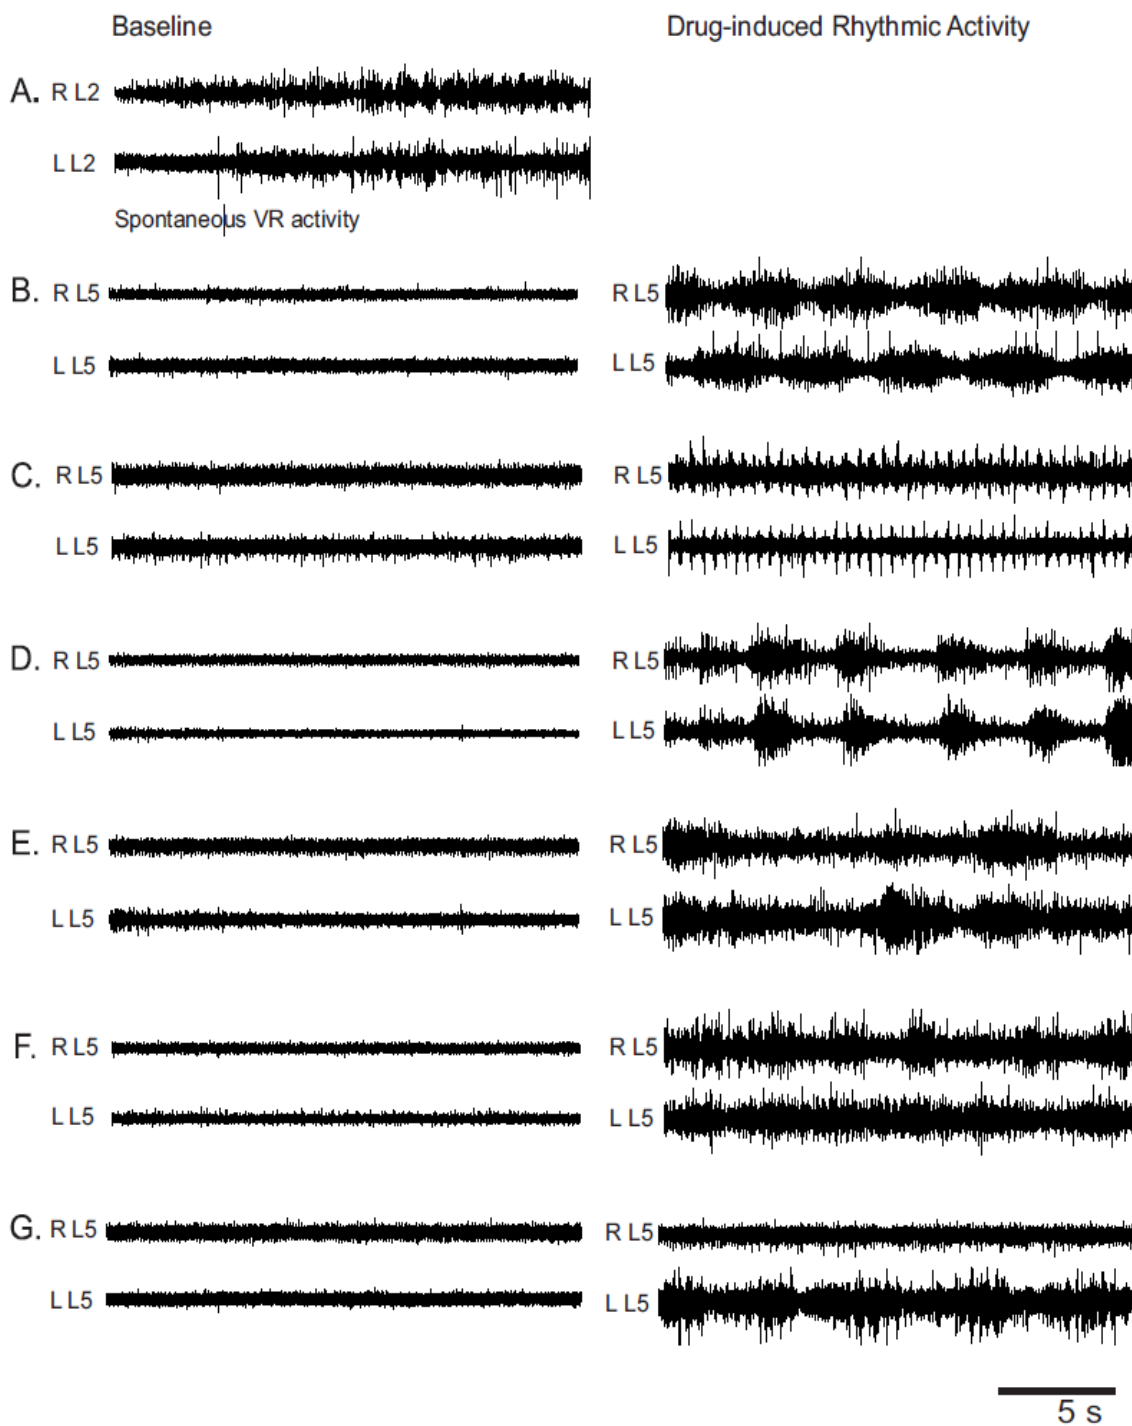 Baseline Drug-induced Rhythmic Activity
A. R L2
L L2
Spontaneous VR activity
B. R L5 R L5
L L5 L L5
C. R L5 R L5
L L5 L L5
D. R L5 R L5
L L5 L L5
E. R L5 R L5
L L5 L L5
F. R L5 R L5
L L5 L L5
G. R L5 R L5
L L5 L L5
5 s